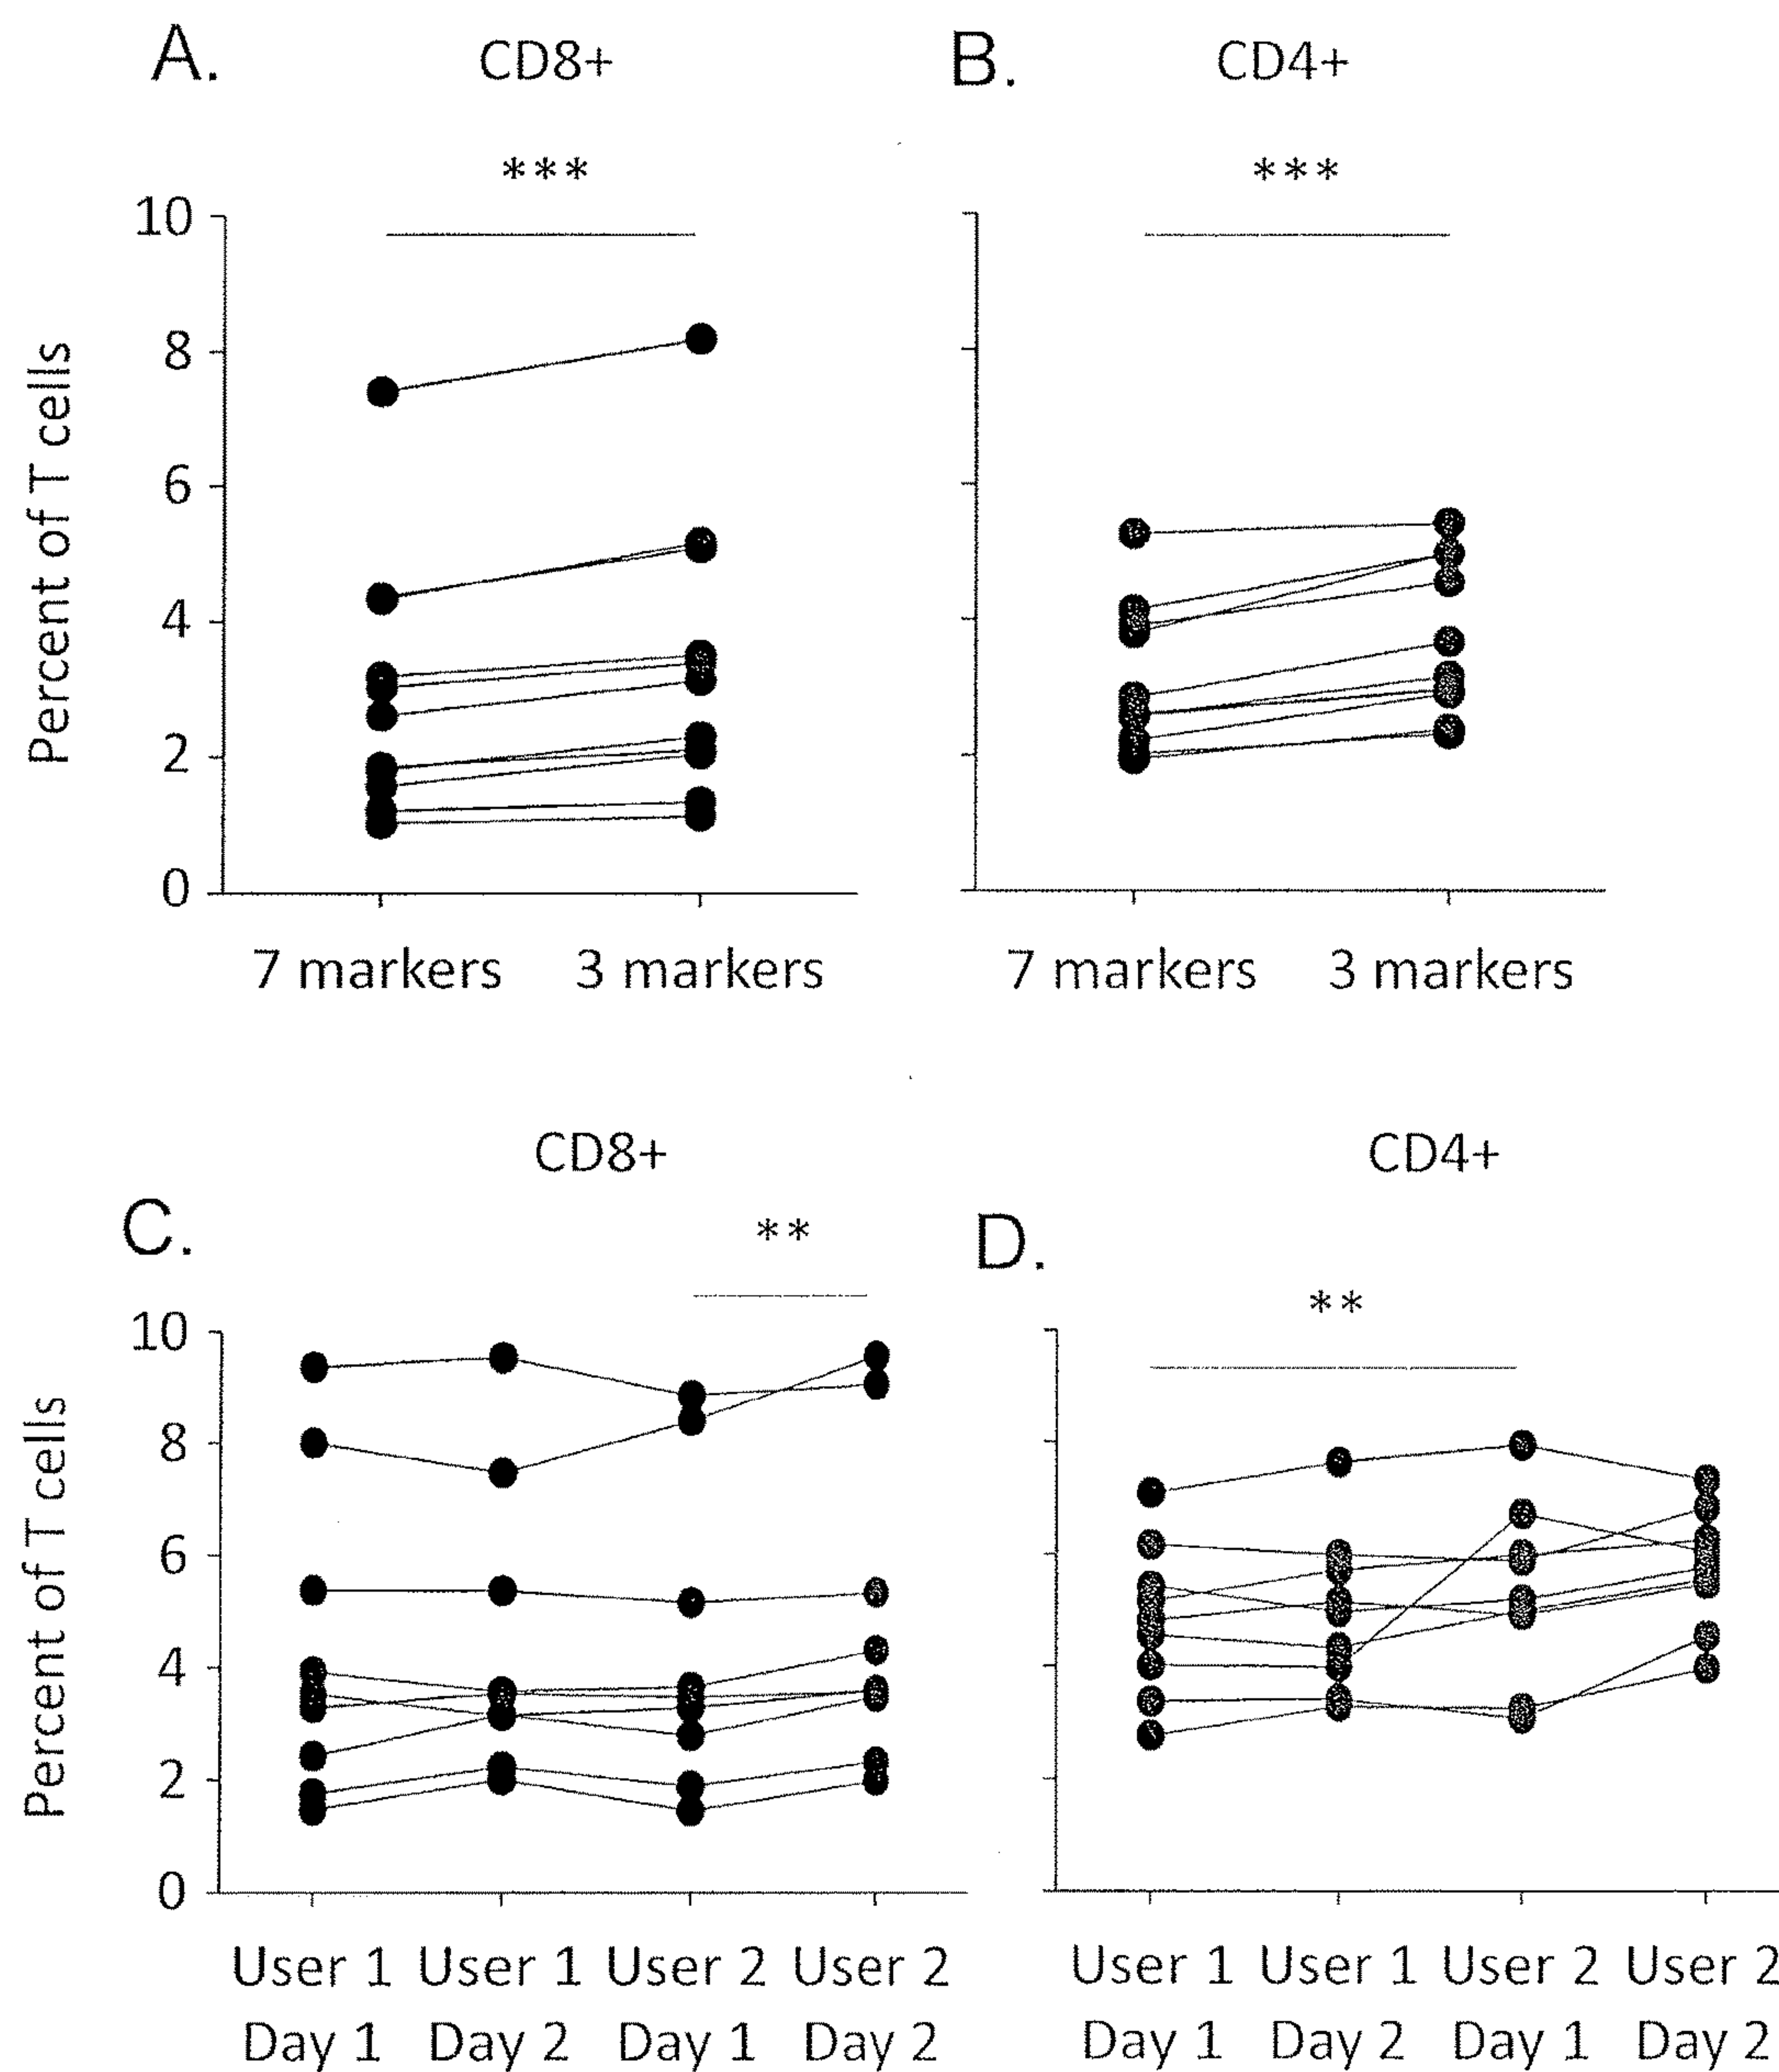 A. CD8+ B. CD4+
*** ***
10
8
6
4
2
0
Percent of T cells
7 markers 3 markers 7 markers 3 markers
CD8+ CD4+
C. ** D.
**
10
8
6
4
2
0
Percent of T cells
User 1 User 1 User 2 User 2 User 1 User 1 User 2 User 2
Day 1 Day 2 Day 1 Day 2 Day 1 Day 2 Day 1 Day 2